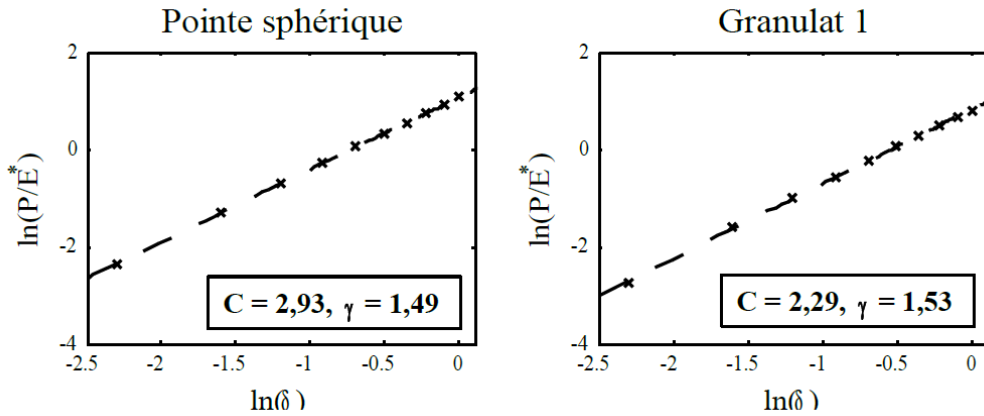 Pointe sphérique
2
0
-2
-4
ln(P/E*)
C = 2,93, γ = 1,49
-2.5 -2 -1.5 -1 -0.5 0
ln(δ)
Granulat 1
2
0
-2
-4
ln(P/E*)
C = 2,29, γ = 1,53
-2.5 -2 -1.5 -1 -0.5 0
ln(δ)